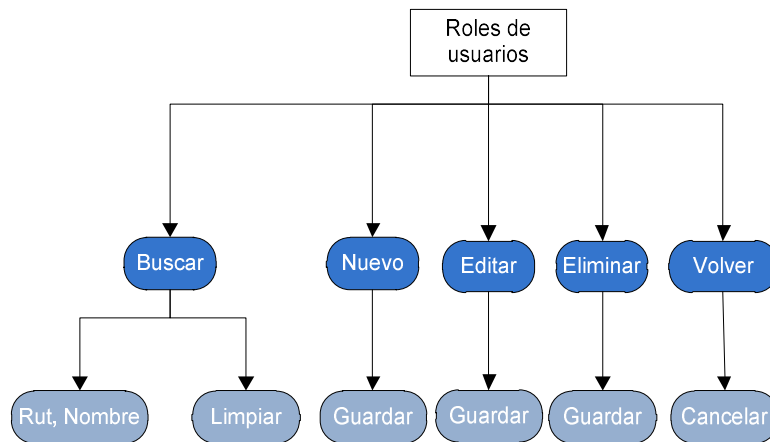 Roles de
usuarios
Buscar
Nuevo
Editar
Eliminar
Volver
Rut, Nombre
Limpiar
Guardar
Guardar
Guardar
Cancelar